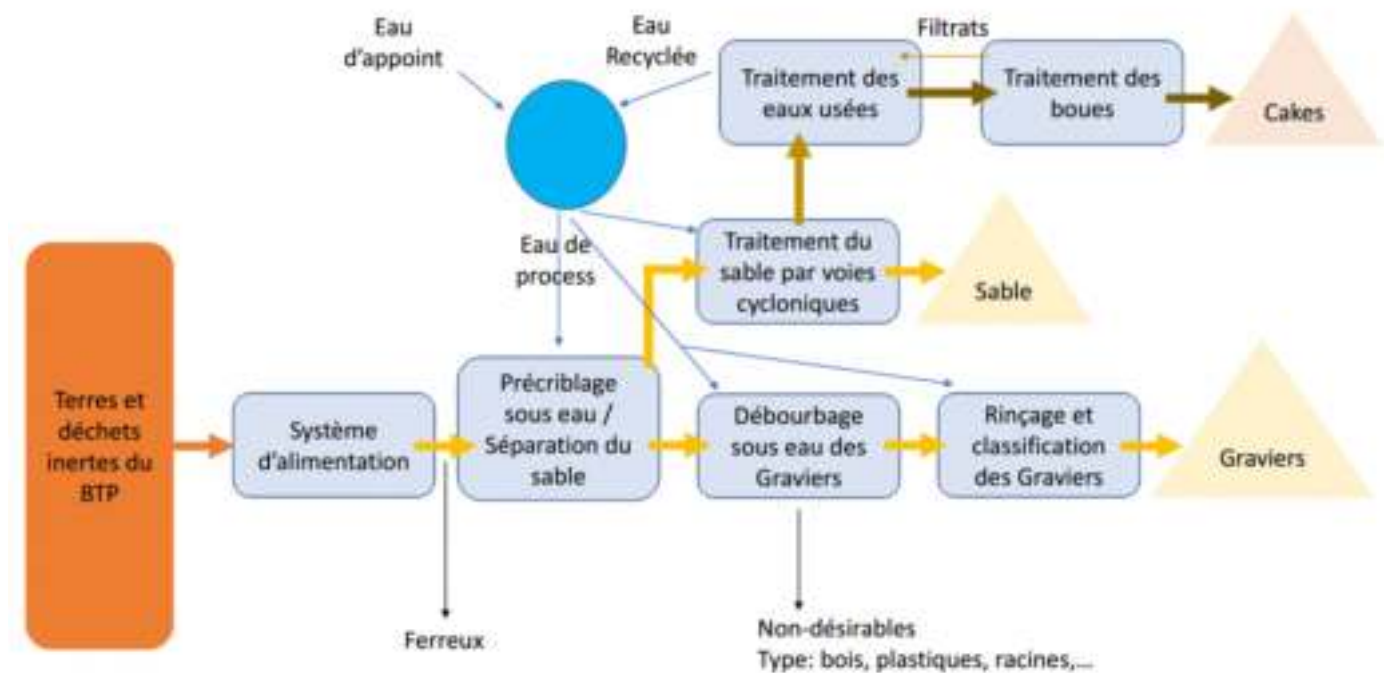 Eau
d'appoint
Eau
Recyclée
Filtrats
Traitement des
eaux usées
Traitement des
boues
Cakes
Eau de
process
Traitement du
sable par voies
cycloniques
Sable
Terres et
déchets
inertes du
BTP
Système
d'alimentation
Précriblage
sous eau /
Séparation du
sable
Débourbage
sous eau des
Graviers
Rinçage et
classification
des Graviers
Graviers
Ferreux
Non-désirables
Type: bois, plastiques, racines,...